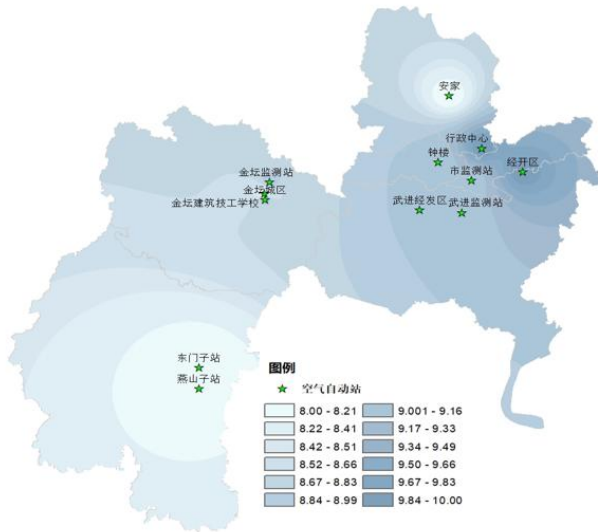 安家
行政中心
钟楼
经开区
市监测站
金坛监测站
金坛城区
金坛建筑技工学校
武进经发区
武进监测站
东门子站
燕山子站
图例
空气自动站
8.00 - 8.21
9.001 - 9.16
8.22 - 8.41
9.17 - 9.33
8.42 - 8.51
9.34 - 9.49
8.52 - 8.66
9.50 - 9.66
8.67 - 8.83
9.67 - 9.83
8.84 - 8.99
9.84 - 10.00